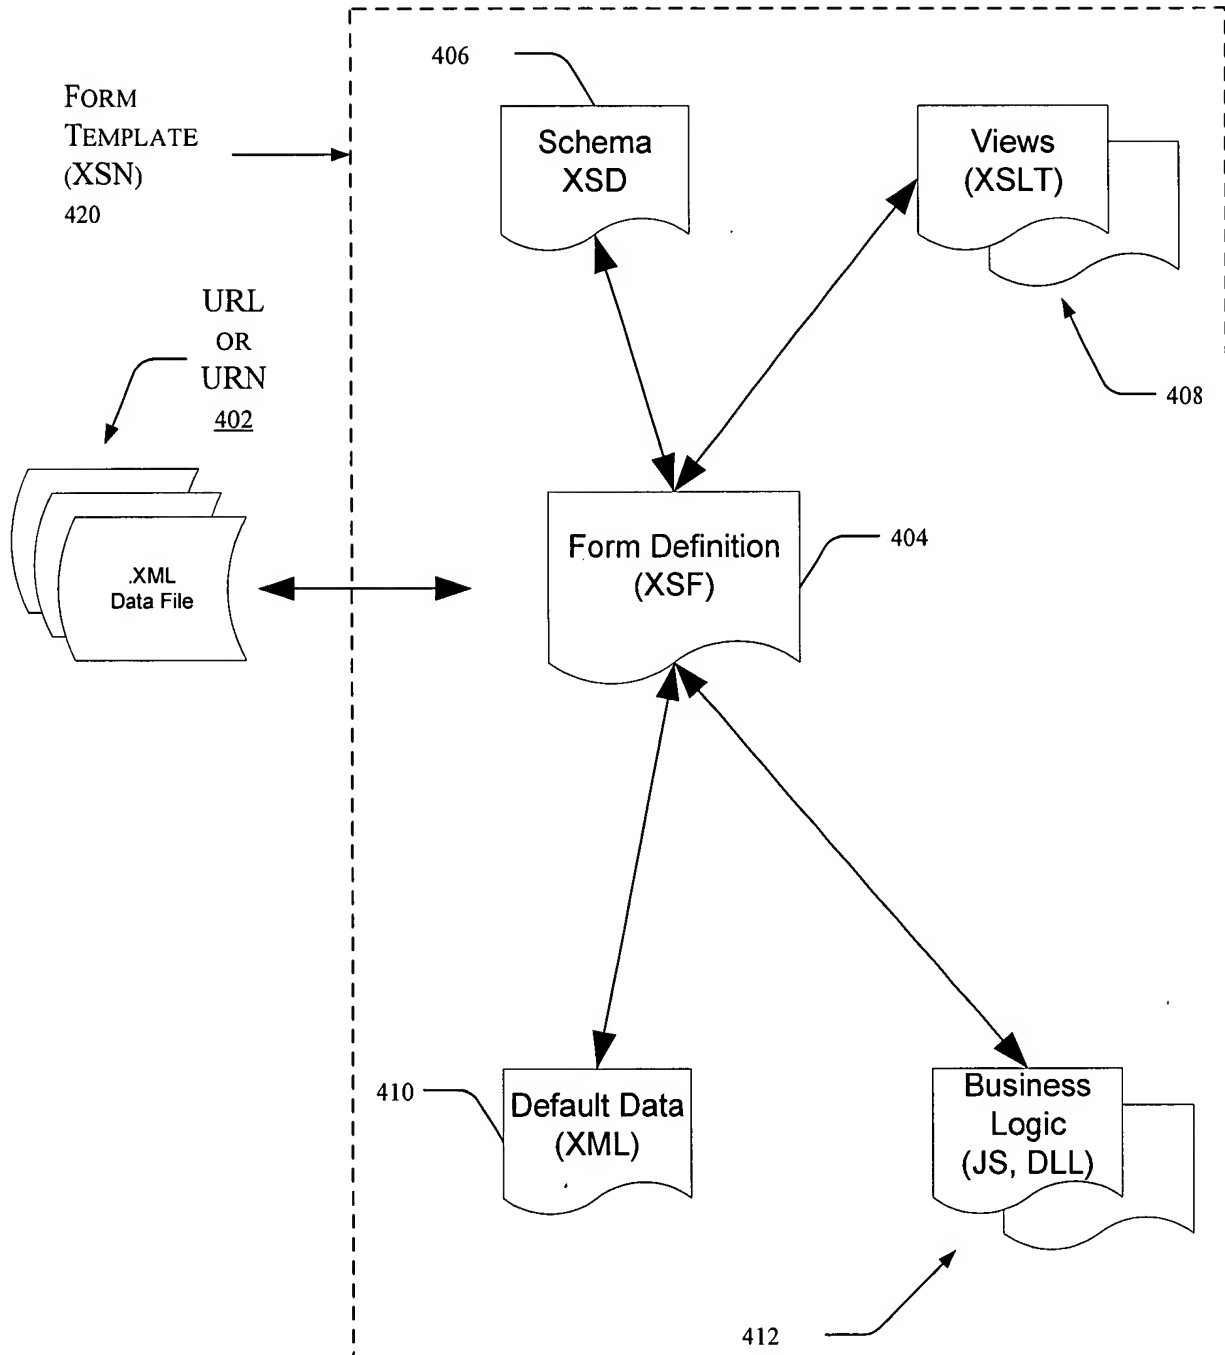 406
FORM
TEMPLATE
(XSN)
420
Schema
XSD
Views
(XSLT)
URL
OR
URN
402
408
.XML
Data File
Form Definition
(XSF)
404
410
Default Data
(XML)
Business
Logic
(JS, DLL)
412